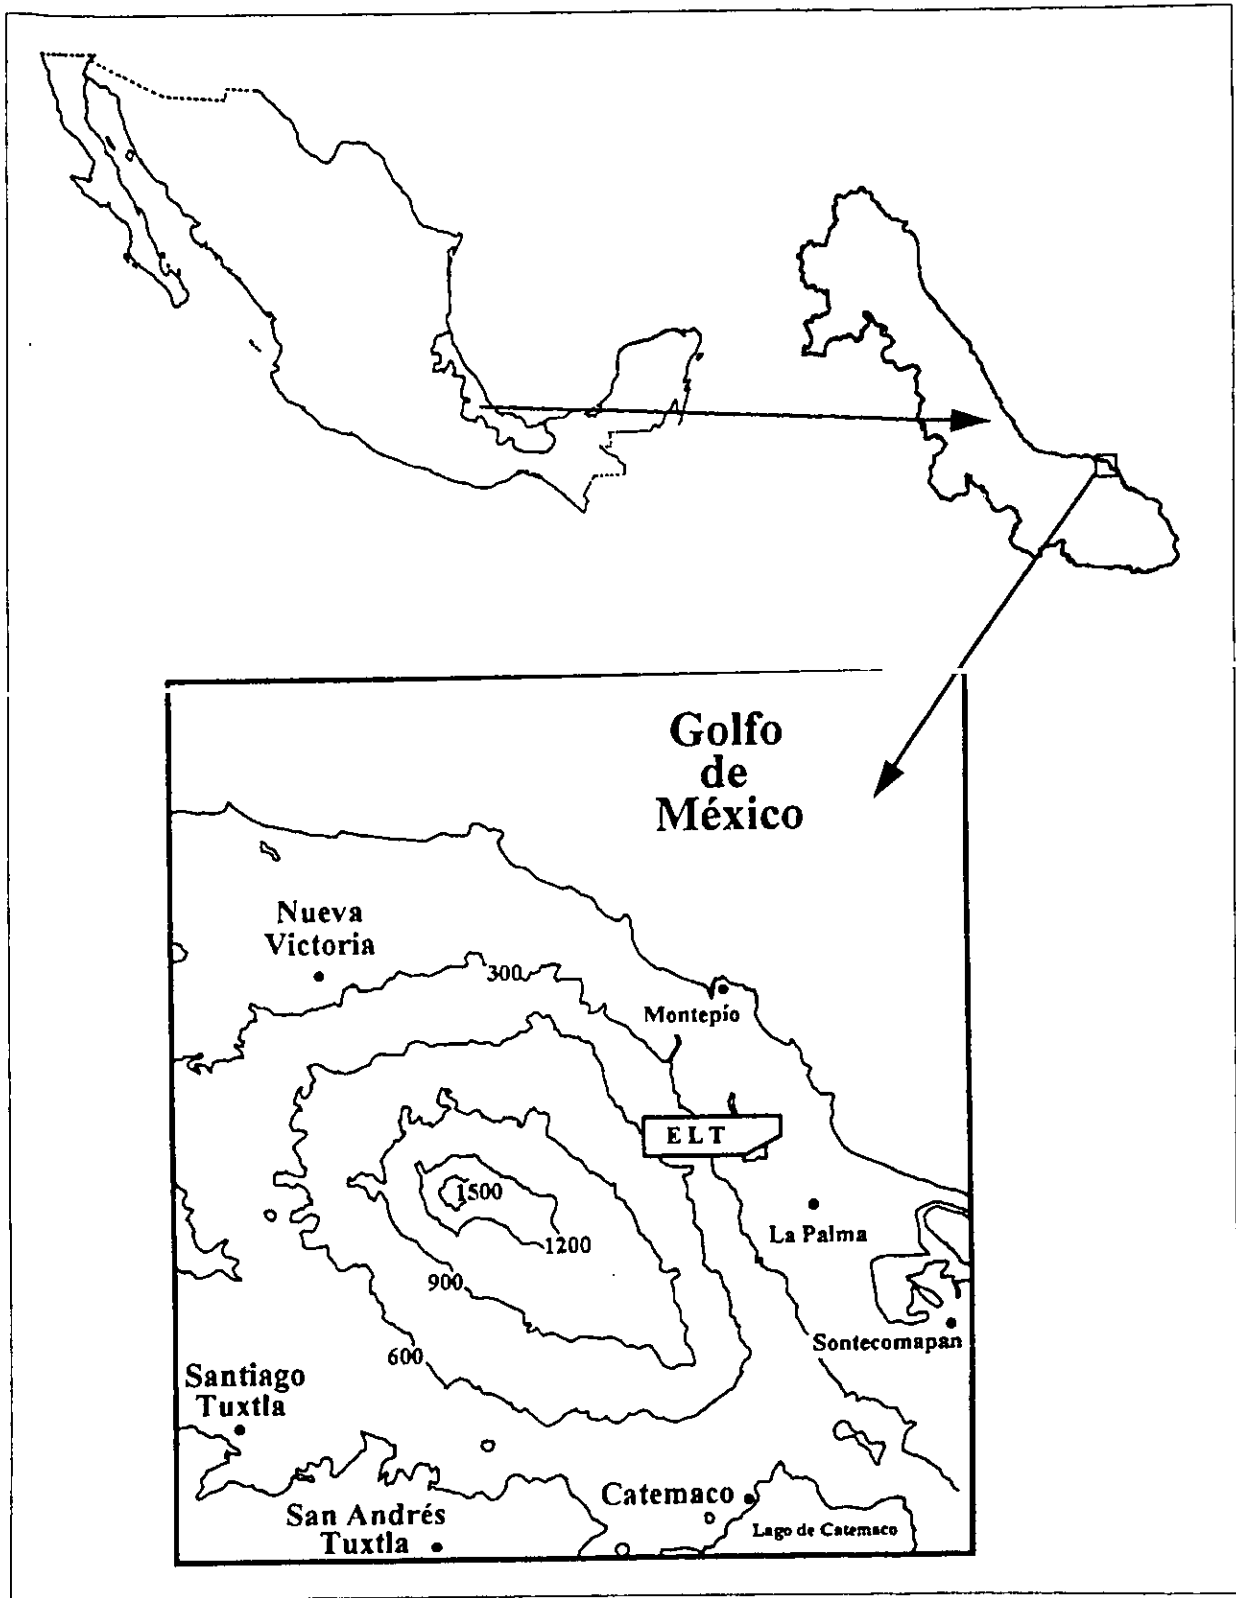 Golfo
de
México
Nueva
Victoria
300
Montepío
ELT
1500
La Palma
1200
900
Sontecomapan
600
Santiago
Tuxtla
Catemaco
San Andrés
Tuxtla
Lago de Catemaco